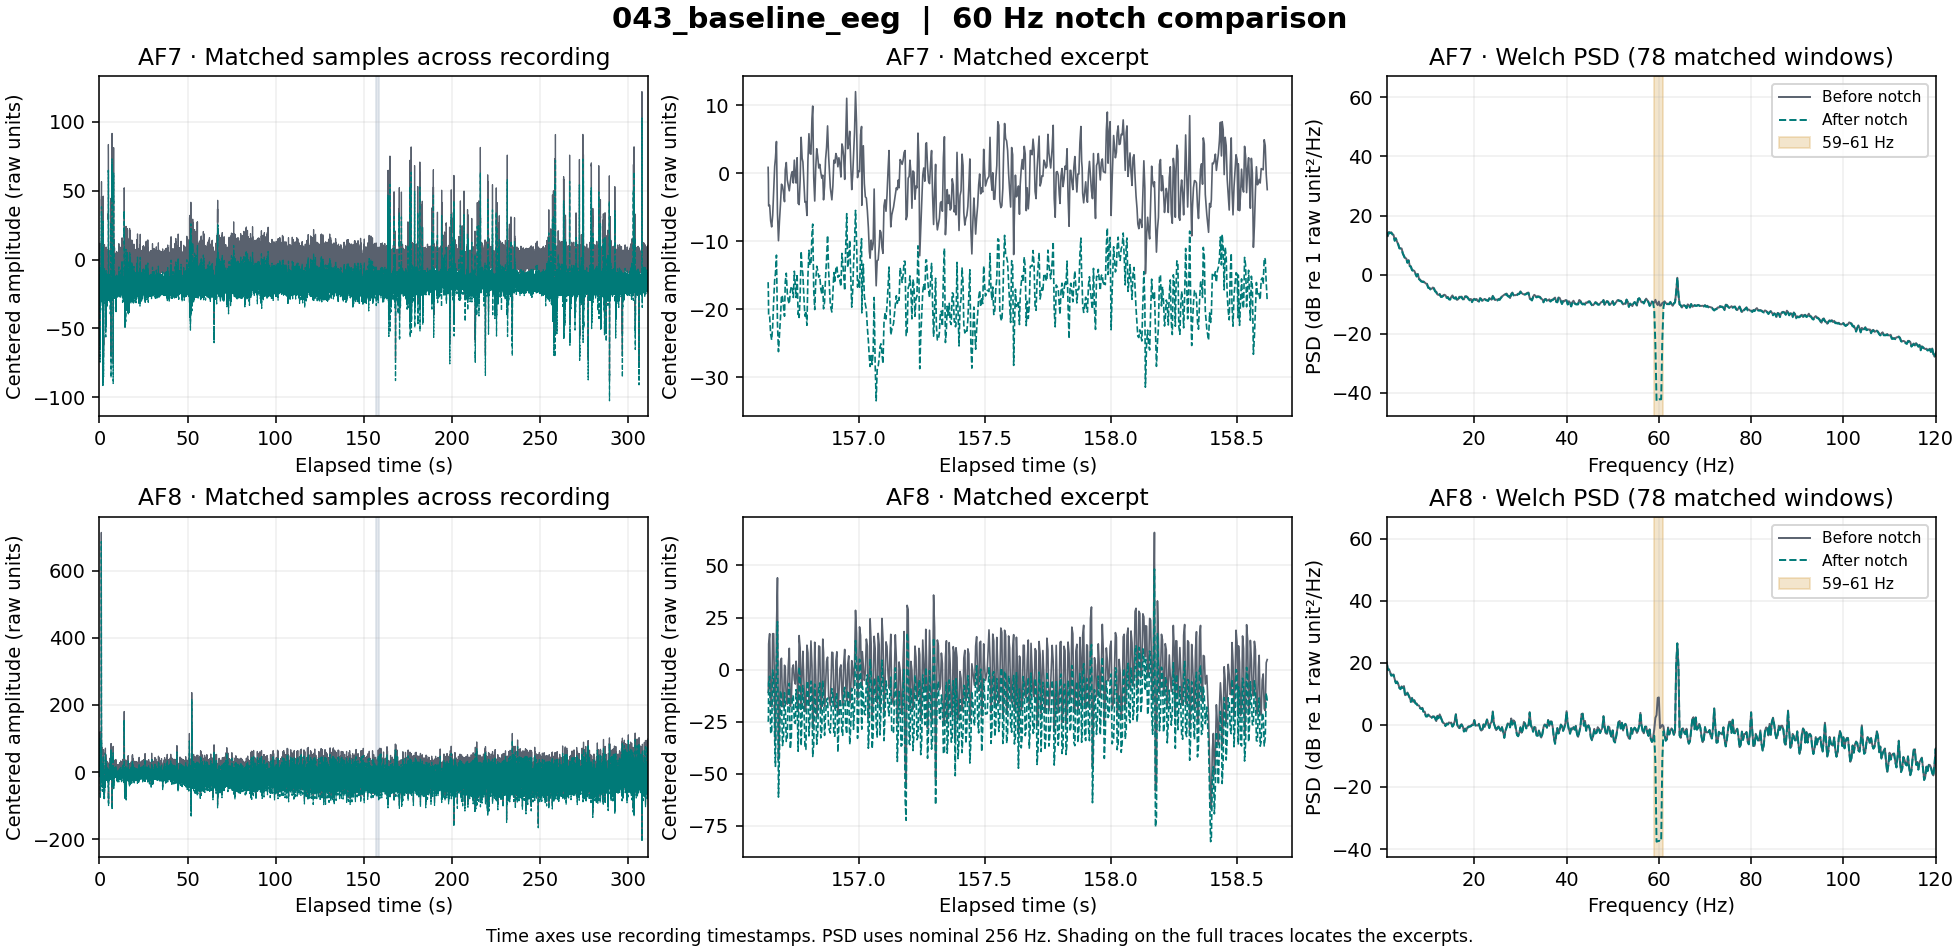 043_baseline_eeg | 60 Hz notch comparison
AF7 · Matched samples across recording
Centered amplitude (raw units)
100
50
0
−50
−100
0 50 100 150 200 250 300
Elapsed time (s)
AF7 · Matched excerpt
Centered amplitude (raw units)
10
0
−10
−20
−30
157.0 157.5 158.0 158.5
Elapsed time (s)
AF7 · Welch PSD (78 matched windows)
PSD (dB re 1 raw unit²/Hz)
60
40
20
0
−20
−40
Before notch
After notch
59–61 Hz
20 40 60 80 100 120
Frequency (Hz)
AF8 · Matched samples across recording
Centered amplitude (raw units)
600
400
200
0
−200
0 50 100 150 200 250 300
Elapsed time (s)
AF8 · Matched excerpt
Centered amplitude (raw units)
50
25
0
−25
−50
−75
157.0 157.5 158.0 158.5
Elapsed time (s)
AF8 · Welch PSD (78 matched windows)
PSD (dB re 1 raw unit²/Hz)
60
40
20
0
−20
−40
Before notch
After notch
59–61 Hz
20 40 60 80 100 120
Frequency (Hz)
Time axes use recording timestamps. PSD uses nominal 256 Hz. Shading on the full traces locates the excerpts.